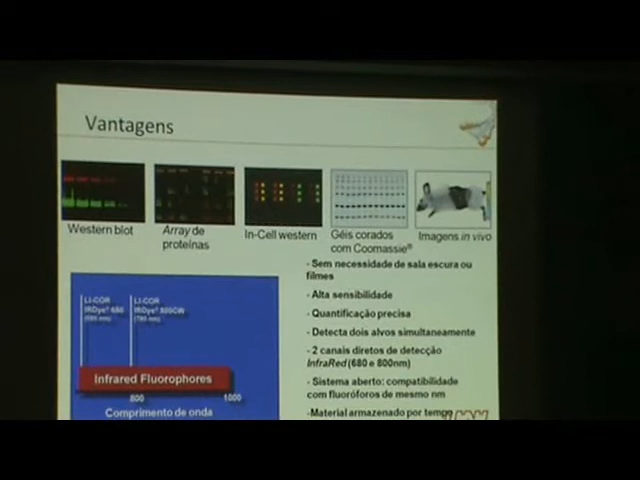 Vantagens
Western blot
Array de
proteínas
In-Cell western
Géis corados
com Coomassie®
Imagens in vivo
- Sem necessidade de sala escura ou
filmes
- Alta sensibilidade
- Quantificação precisa
- Detecta dois alvos simultaneamente
- 2 canais diretos de detecção
InfraRed (680 e 800nm)
- Sistema aberto: compatibilidade
com fluoróforos de mesmo nm
-Material armazenado por tempo
LI-COR
IRDye® 680
LI-COR
IRDye® 800CW
Infrared Fluorophores
800
1000
Comprimento de onda